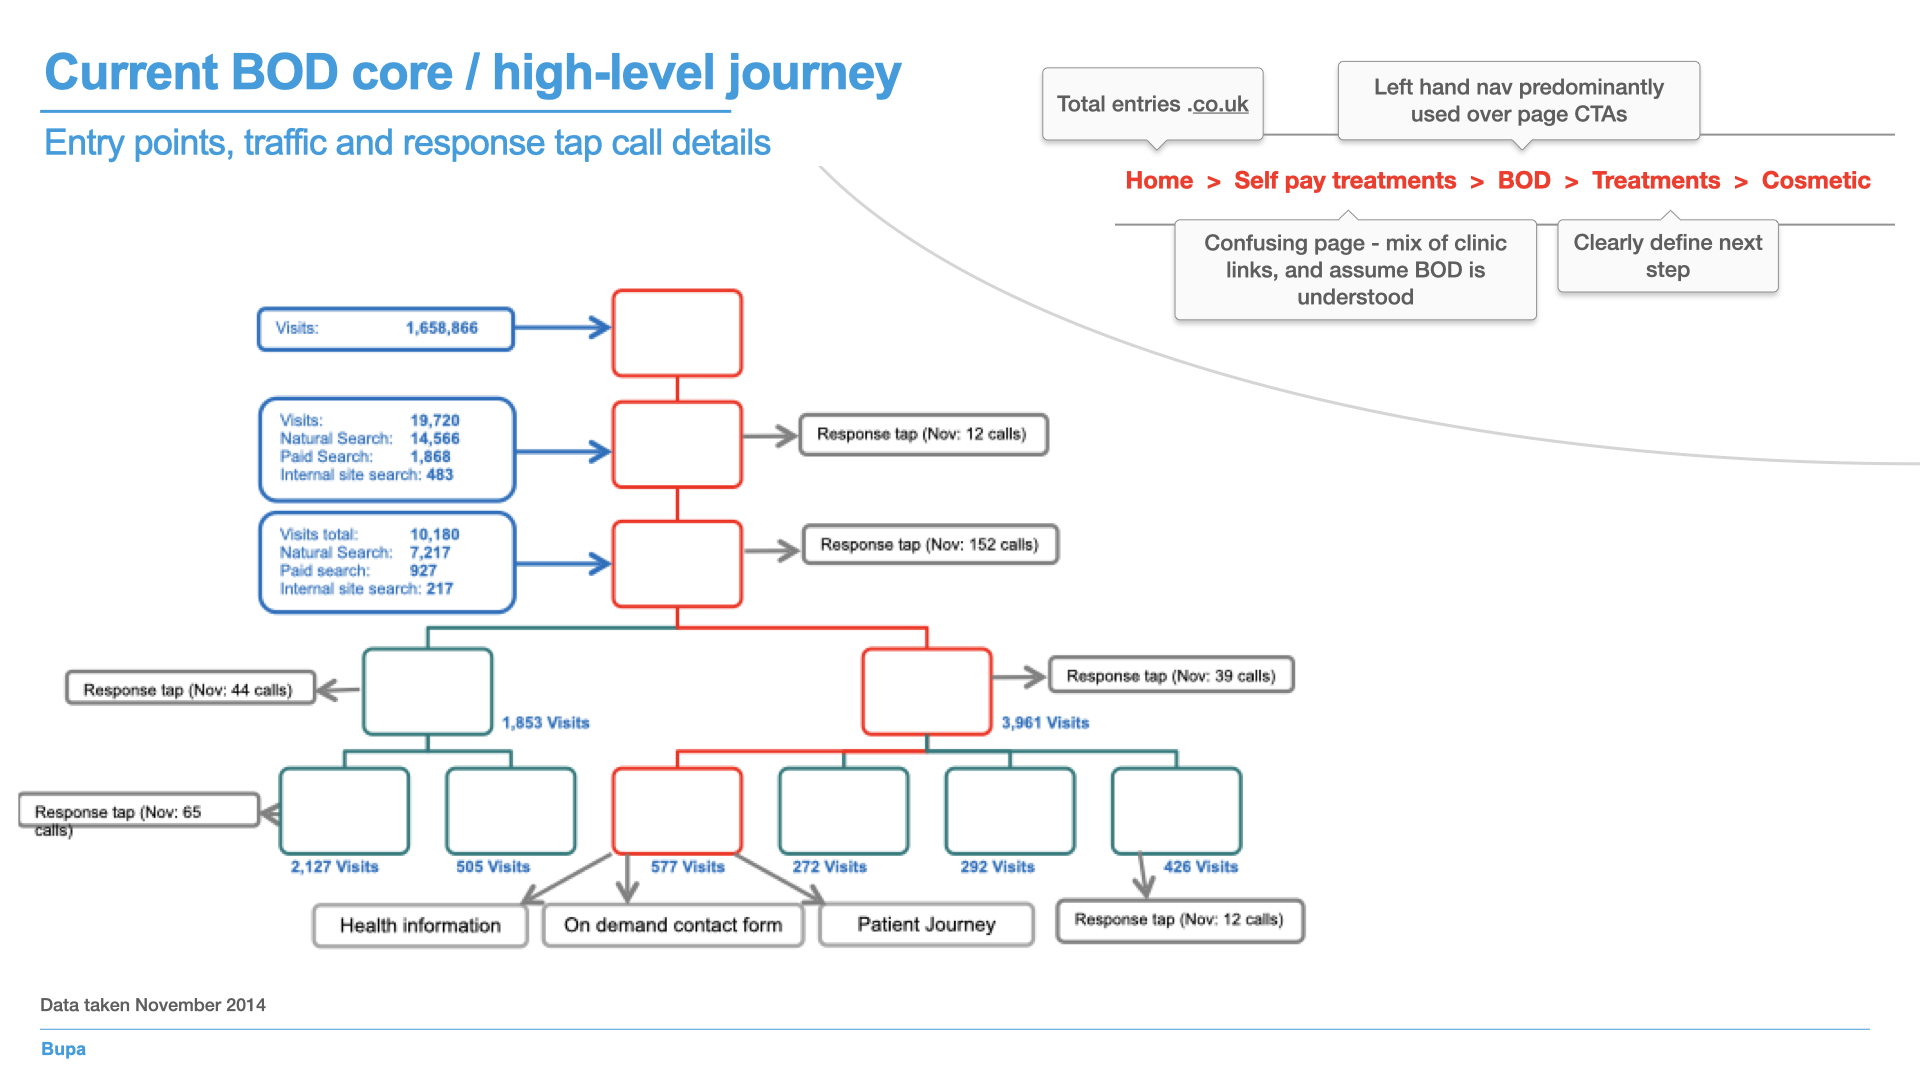 Current BOD core / high-level journey
Entry points, traffic and response tap call details
Total entries .co.uk
Left hand nav predominantly
used over page CTAs
Home > Self pay treatments > BOD > Treatments > Cosmetic
Confusing page - mix of clinic
links, and assume BOD is
understood
Clearly define next
step
Visits: 1,658,866
Visits: 19,720
Natural Search: 14,566
Paid Search: 1,868
Internal site search: 483
Response tap (Nov: 12 calls)
Visits total: 10,180
Natural Search: 7,217
Paid search: 927
Internal site search: 217
Response tap (Nov: 152 calls)
Response tap (Nov: 44 calls)
1,853 Visits
Response tap (Nov: 39 calls)
3,961 Visits
Response tap (Nov: 65
calls)
2,127 Visits
505 Visits
577 Visits
272 Visits
292 Visits
426 Visits
Health information
On demand contact form
Patient Journey
Response tap (Nov: 12 calls)
Data taken November 2014
Bupa